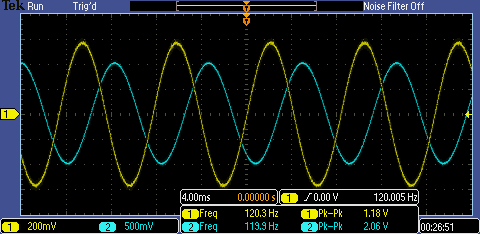 Tek Run Trig'd Noise Filter Off
T
T
1
4.00ms 0.00000 s 1 / 0.00 V 120.005 Hz
1 Freq 120.3 Hz 1 Pk-Pk 1.18 V
2 Freq 119.9 Hz 2 Pk-Pk 2.06 V
1 200mV 2 500mV 00:26:51